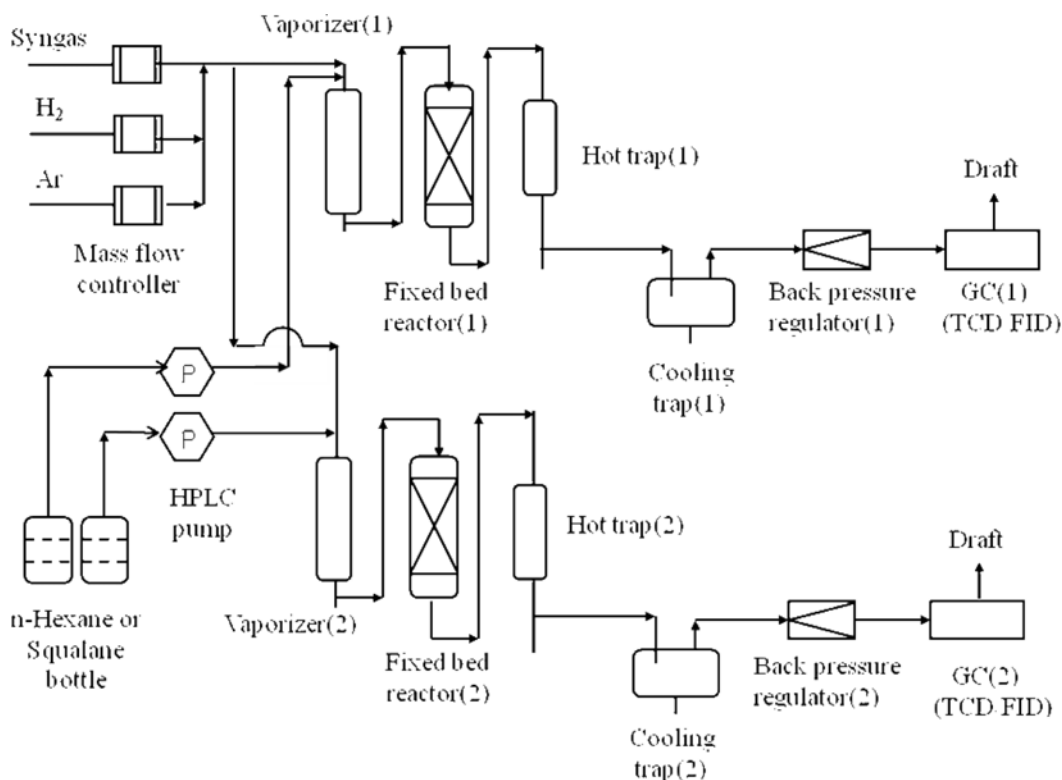 Vaporizer(1)
Syngas
H2
Ar
Mass flow
controller
Fixed bed
reactor(1)
Hot trap(1)
Cooling
trap(1)
Back pressure
regulator(1)
Draft
GC(1)
(TCD FID)
P
P
HPLC
pump
n-Hexane or
Squalane
bottle
Vaporizer(2)
Fixed bed
reactor(2)
Hot trap(2)
Cooling
trap(2)
Back pressure
regulator(2)
Draft
GC(2)
(TCD-FID)